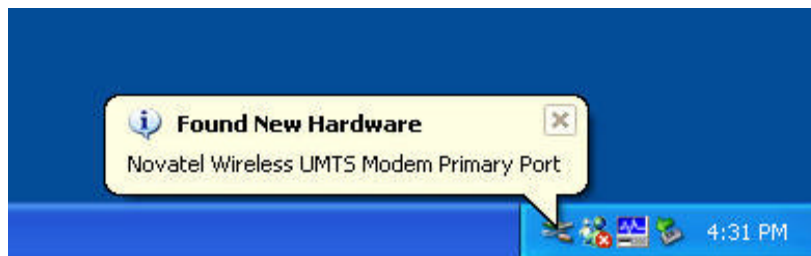 Found New Hardware
Novatel Wireless UMTS Modem Primary Port
4:31 PM